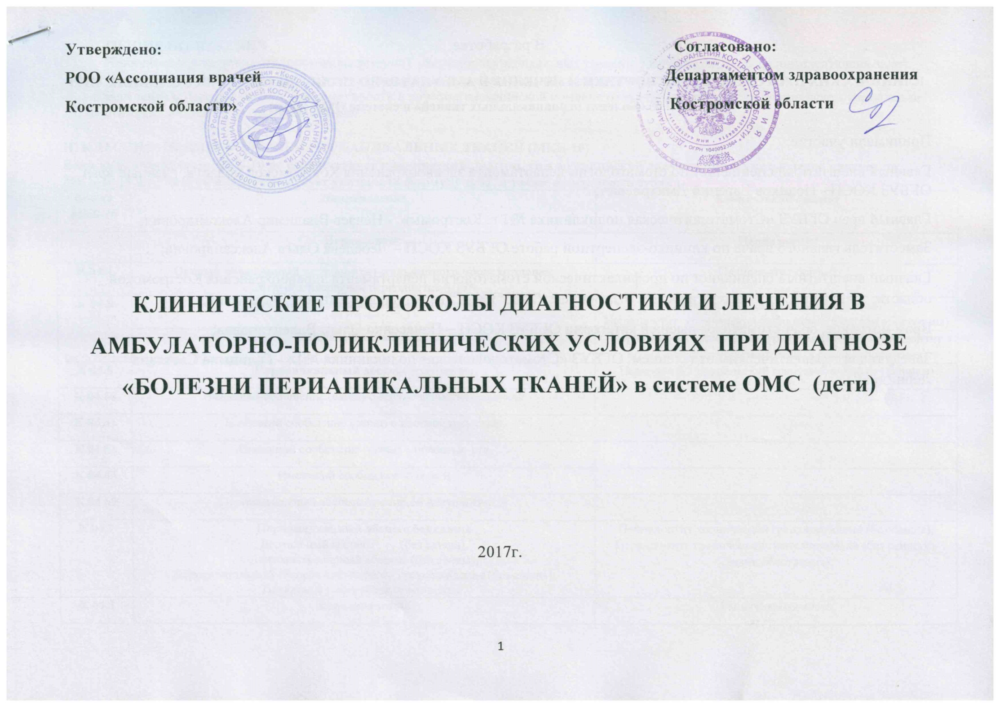 Утверждено:
РОО «Ассоциация врачей
Костромской области»
Согласовано:
Департаментом здравоохранения
Костромской области
КЛИНИЧЕСКИЕ ПРОТОКОЛЫ ДИАГНОСТИКИ И ЛЕЧЕНИЯ В
АМБУЛАТОРНО-ПОЛИКЛИНИЧЕСКИХ УСЛОВИЯХ ПРИ ДИАГНОЗЕ
«БОЛЕЗНИ ПЕРИАПИКАЛЬНЫХ ТКАНЕЙ» в системе ОМС (дети)
2017г.
1